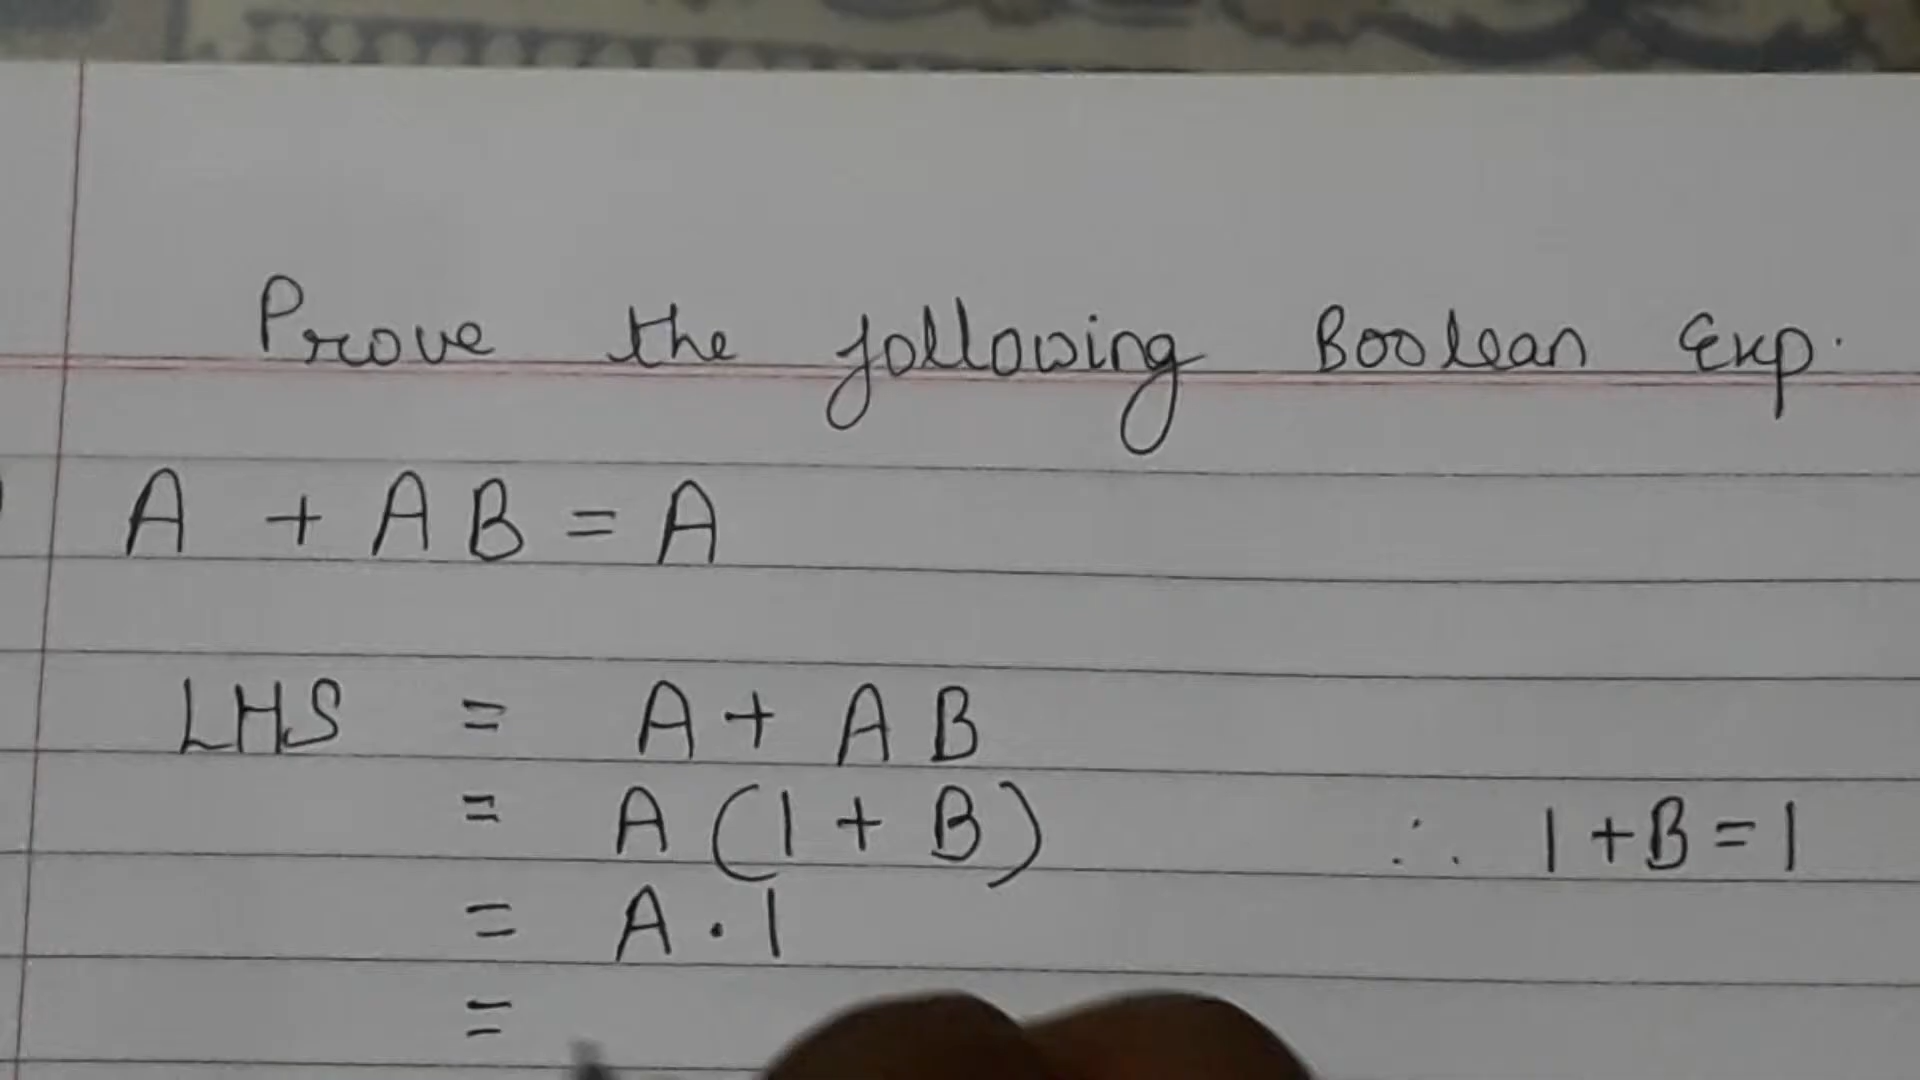 Prove the following Boolean Exp.
A + AB = A
LHS = A + AB
= A (1 + B) ∴ 1 + B = 1
= A . 1
=